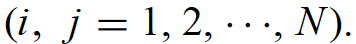 (i, j = 1, 2, ···, N).